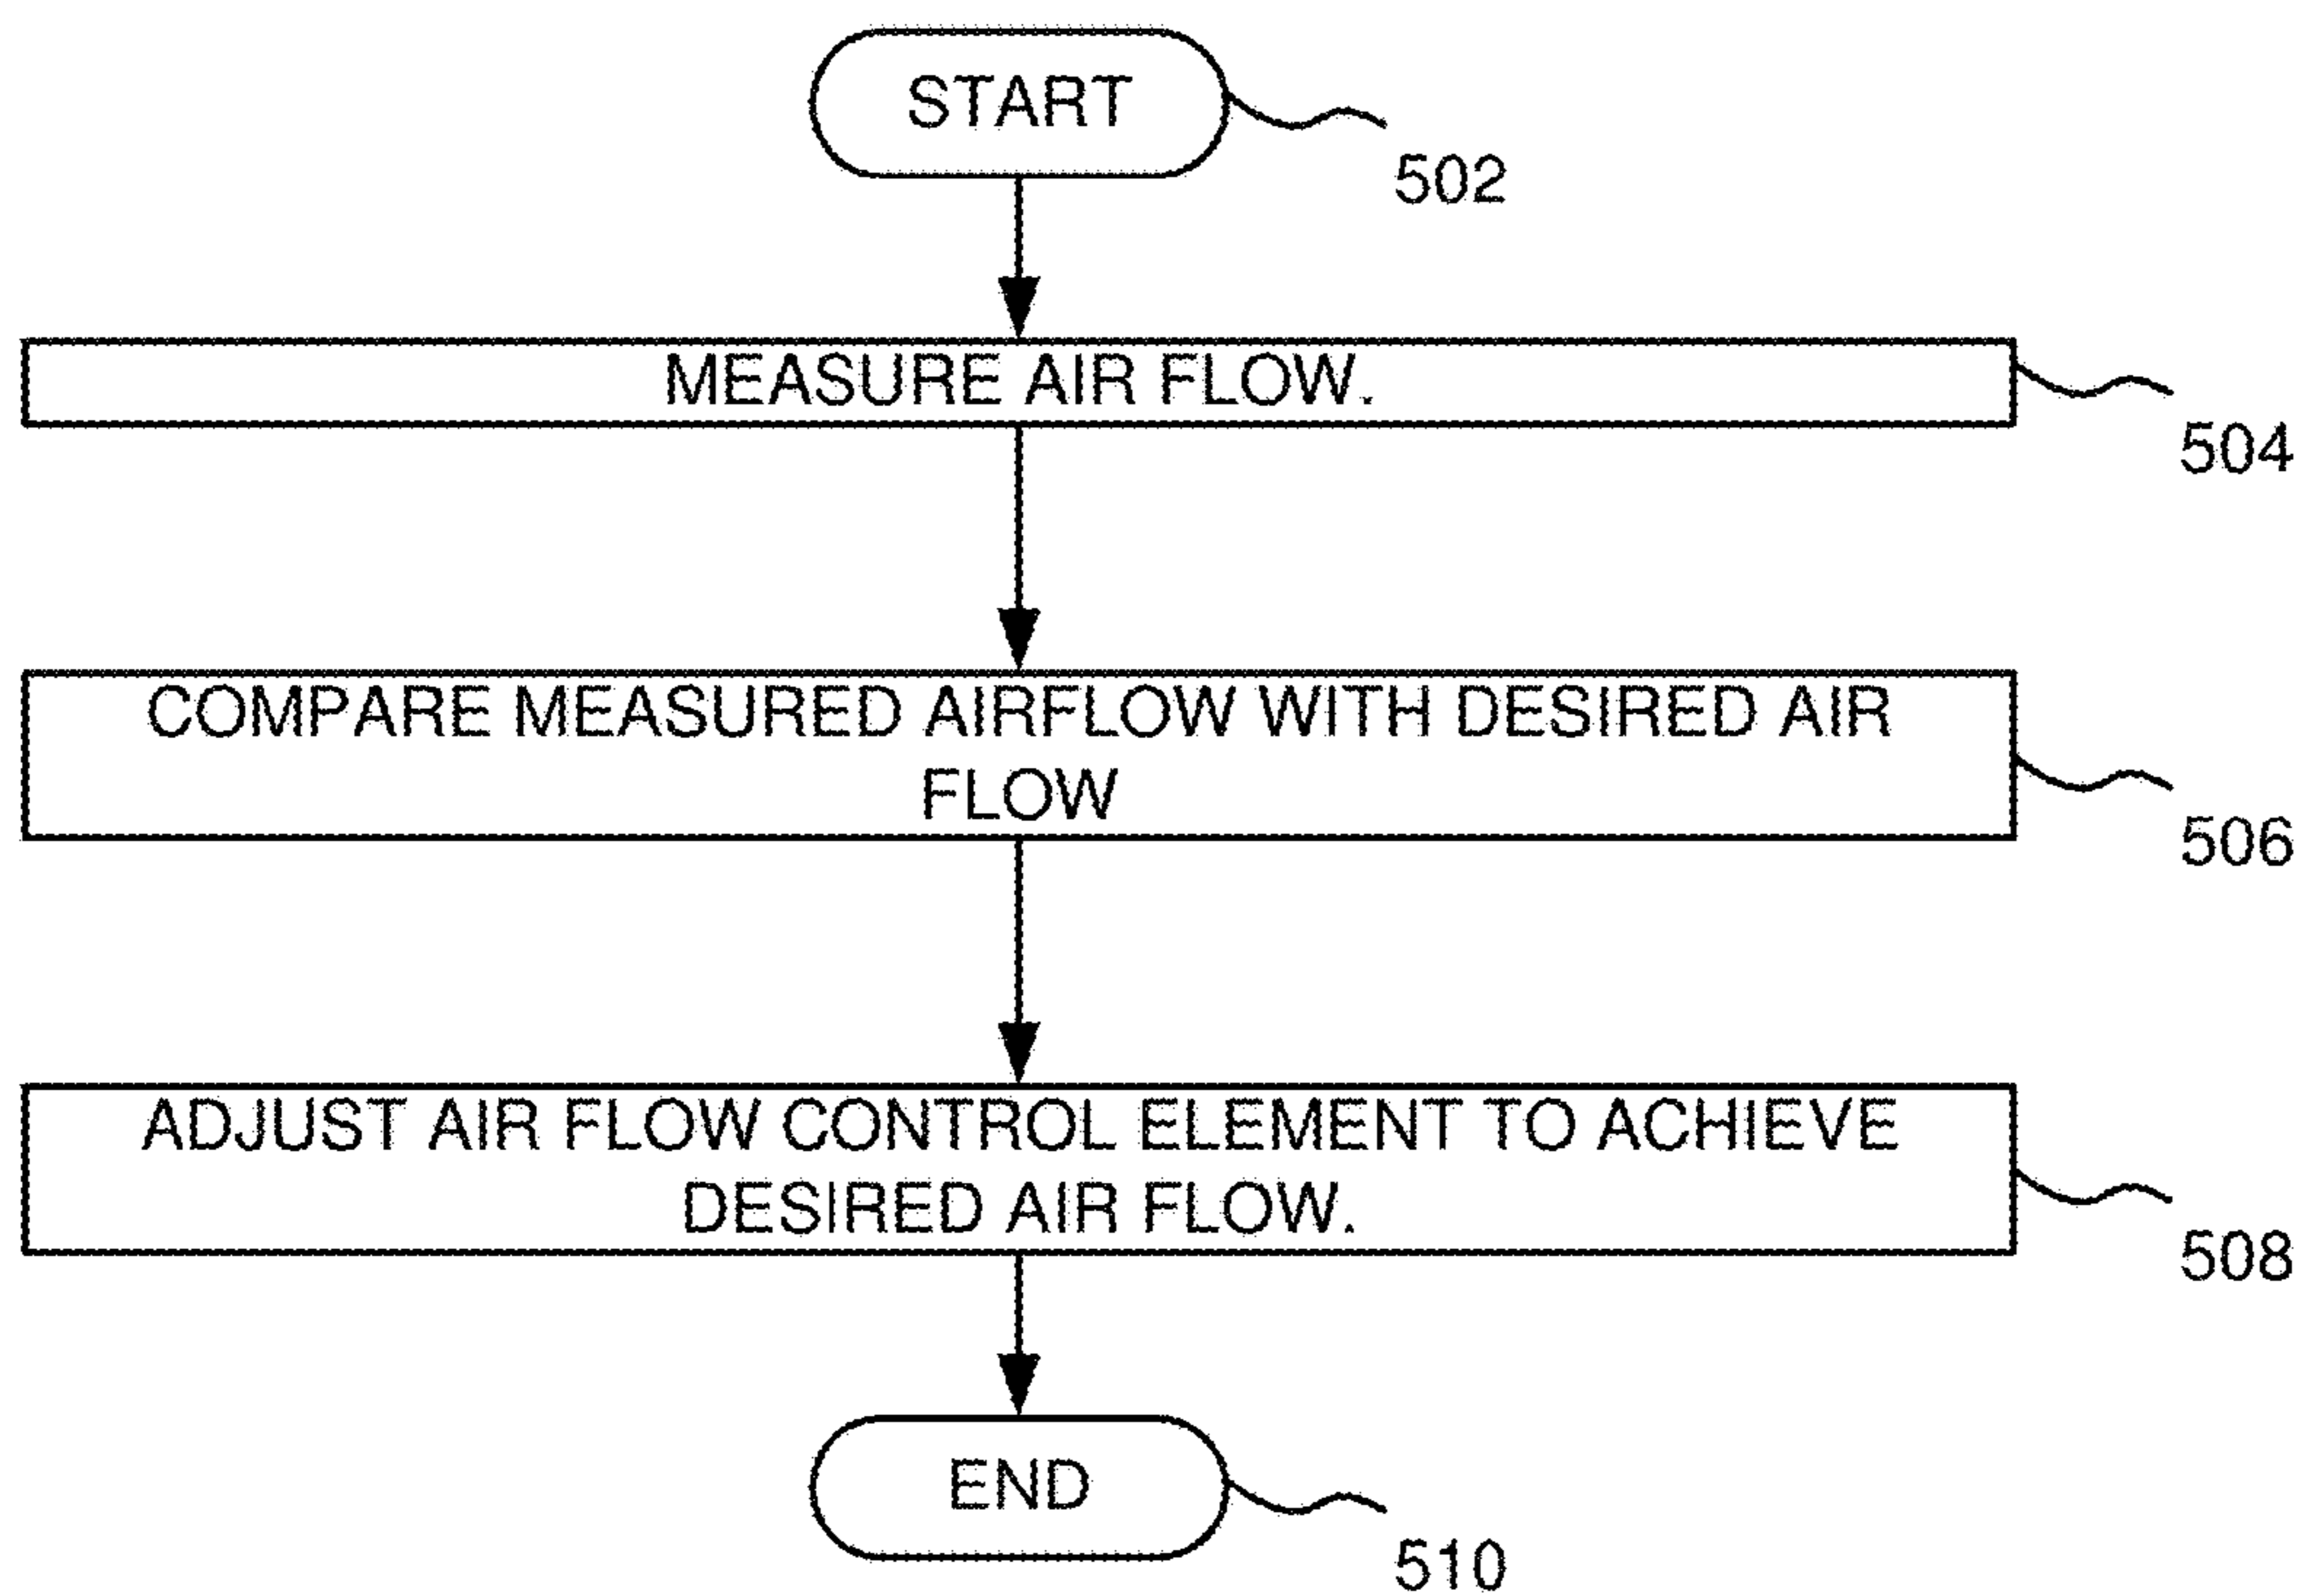 START
502
MEASURE AIR FLOW.
504
COMPARE MEASURED AIRFLOW WITH DESIRED AIR
FLOW
506
ADJUST AIR FLOW CONTROL ELEMENT TO ACHIEVE
DESIRED AIR FLOW.
508
END
510